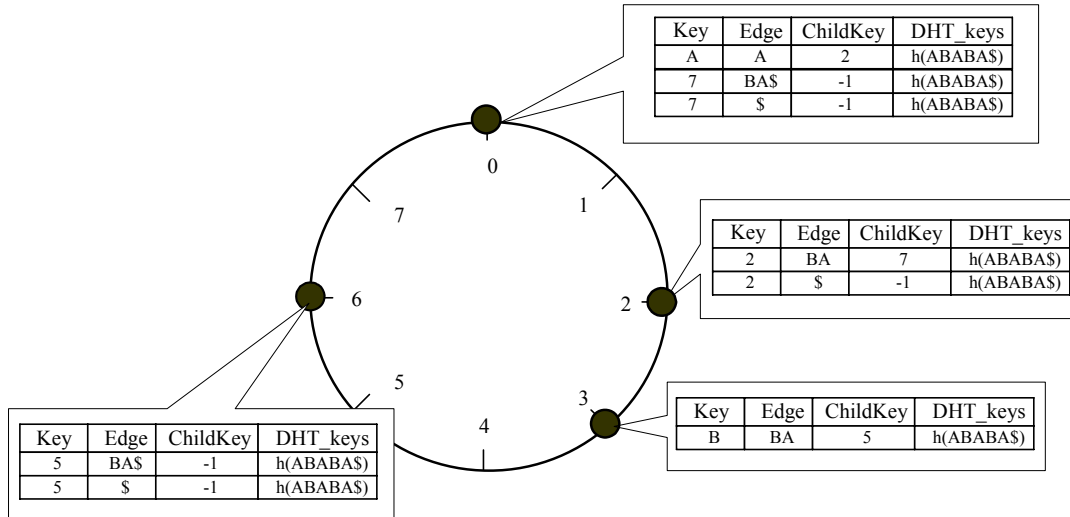 Key Edge ChildKey DHT_keys
A A 2 h(ABABA$)
7 BA$ -1 h(ABABA$)
7 $ -1 h(ABABA$)
0
1
7
Key Edge ChildKey DHT_keys
2 BA 7 h(ABABA$)
2 $ -1 h(ABABA$)
2
6
5
3
4
Key Edge ChildKey DHT_keys
B BA 5 h(ABABA$)
Key Edge ChildKey DHT_keys
5 BA$ -1 h(ABABA$)
5 $ -1 h(ABABA$)